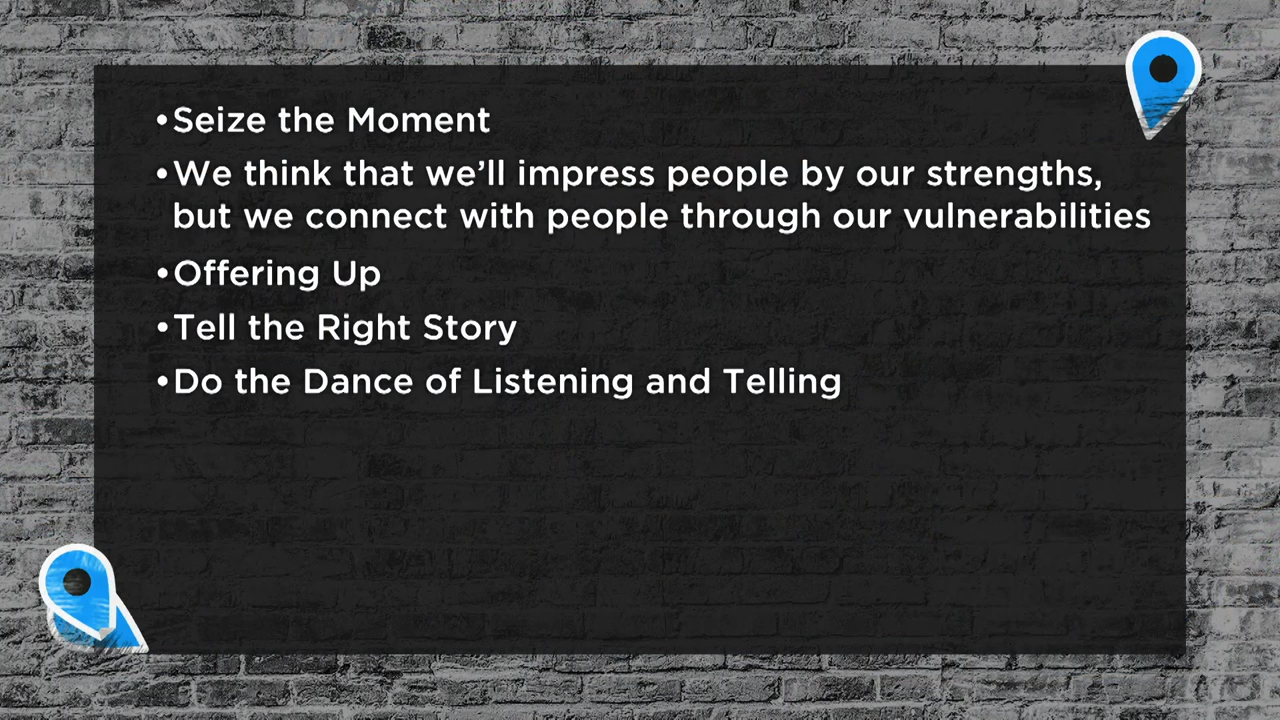 •Seize the Moment
•We think that we’ll impress people by our strengths,
but we connect with people through our vulnerabilities
•Offering Up
•Tell the Right Story
•Do the Dance of Listening and Telling